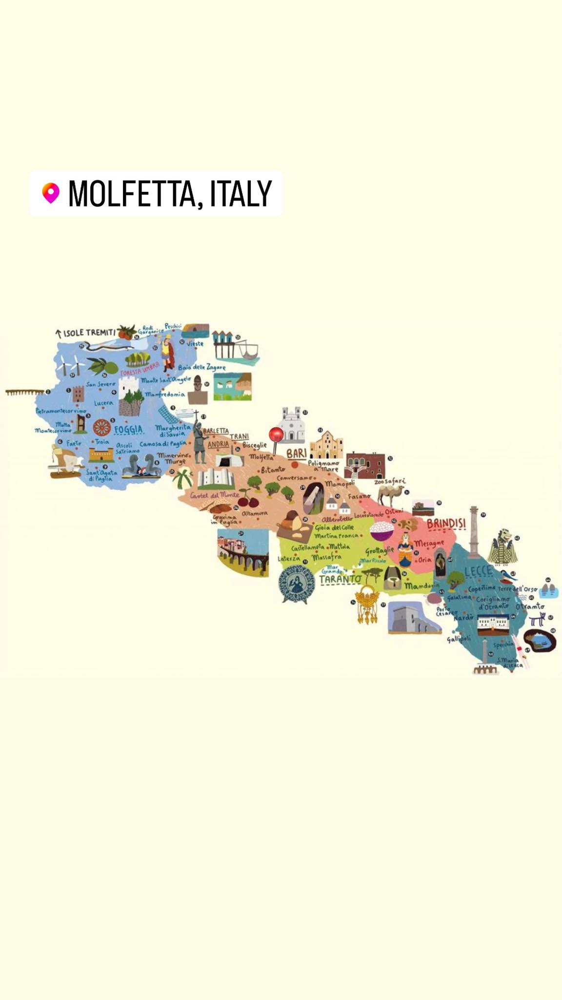 MOLFETTA, ITALY
↑ ISOLE TREMITI
Rodi
Garganico
Peschici
Vieste
FORESTA UMBRA
Baia delle Zagare
Monte Sant'Angelo
San Severo
Manfredonia
Lucera
Pietramontecorvino
Motta
Montecorvino
FOGGIA
Margherita
di Savoia
Faeto
Troia
Ascoli
Satriano
Canosa di Puglia
Sant'Agata
di Puglia
BARLETTA
TRANI
ANDRIA
Bisceglie
Molfetta
BARI
Minervino
Murge
Bitonto
Polignano
a Mare
Conversano
Monopoli
Castel del Monte
Zoo Safari
Fasano
Gravina
in Puglia
Altamura
Alberobello
Locorotondo
Ostuni
BRINDISI
Gioia del Colle
Martina Franca
Castellaneta
Mottola
Grottaglie
Mesagne
Laterza
Massafra
Mar Piccolo
Oria
Mar
Grande
TARANTO
Manduria
LECCE
Copertino
Torre dell'Orso
Galatina
Corigliano
d'Otranto
Otranto
Porto
Cesareo
Nardò
Gallipoli
Specchia
S. Maria
di Leuca